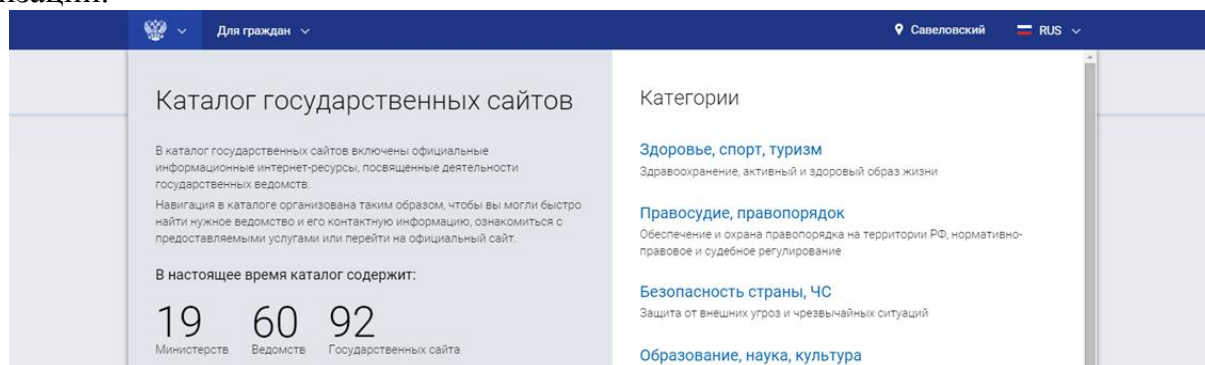 Для граждан
Савеловский
RUS
Каталог государственных сайтов
В каталог государственных сайтов включены официальные
информационные интернет-ресурсы, посвященные деятельности
государственных ведомств.
Навигация в каталоге организована таким образом, чтобы вы могли быстро
найти нужное ведомство и его контактную информацию, ознакомиться с
предоставляемыми услугами или перейти на официальный сайт.
В настоящее время каталог содержит:
19 60 92
Министерств Ведомств Государственных сайта
Категории
Здоровье, спорт, туризм
Здравоохранение, активный и здоровый образ жизни
Правосудие, правопорядок
Обеспечение и охрана правопорядка на территории РФ, нормативно-
правовое и судебное регулирование
Безопасность страны, ЧС
Защита от внешних угроз и чрезвычайных ситуаций
Образование, наука, культура